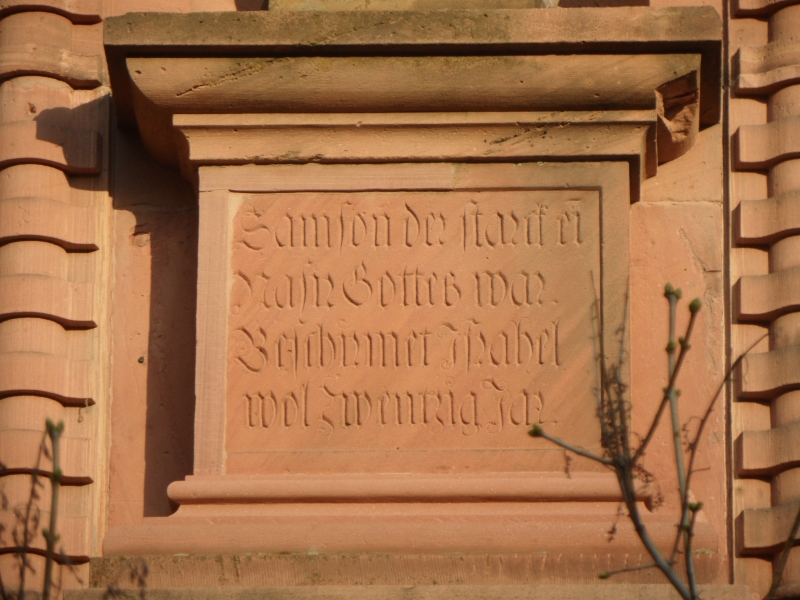 Samson der starck ein
Nasir Gottes war.
Beschirmet Israhel
wol zwentzig Jar.